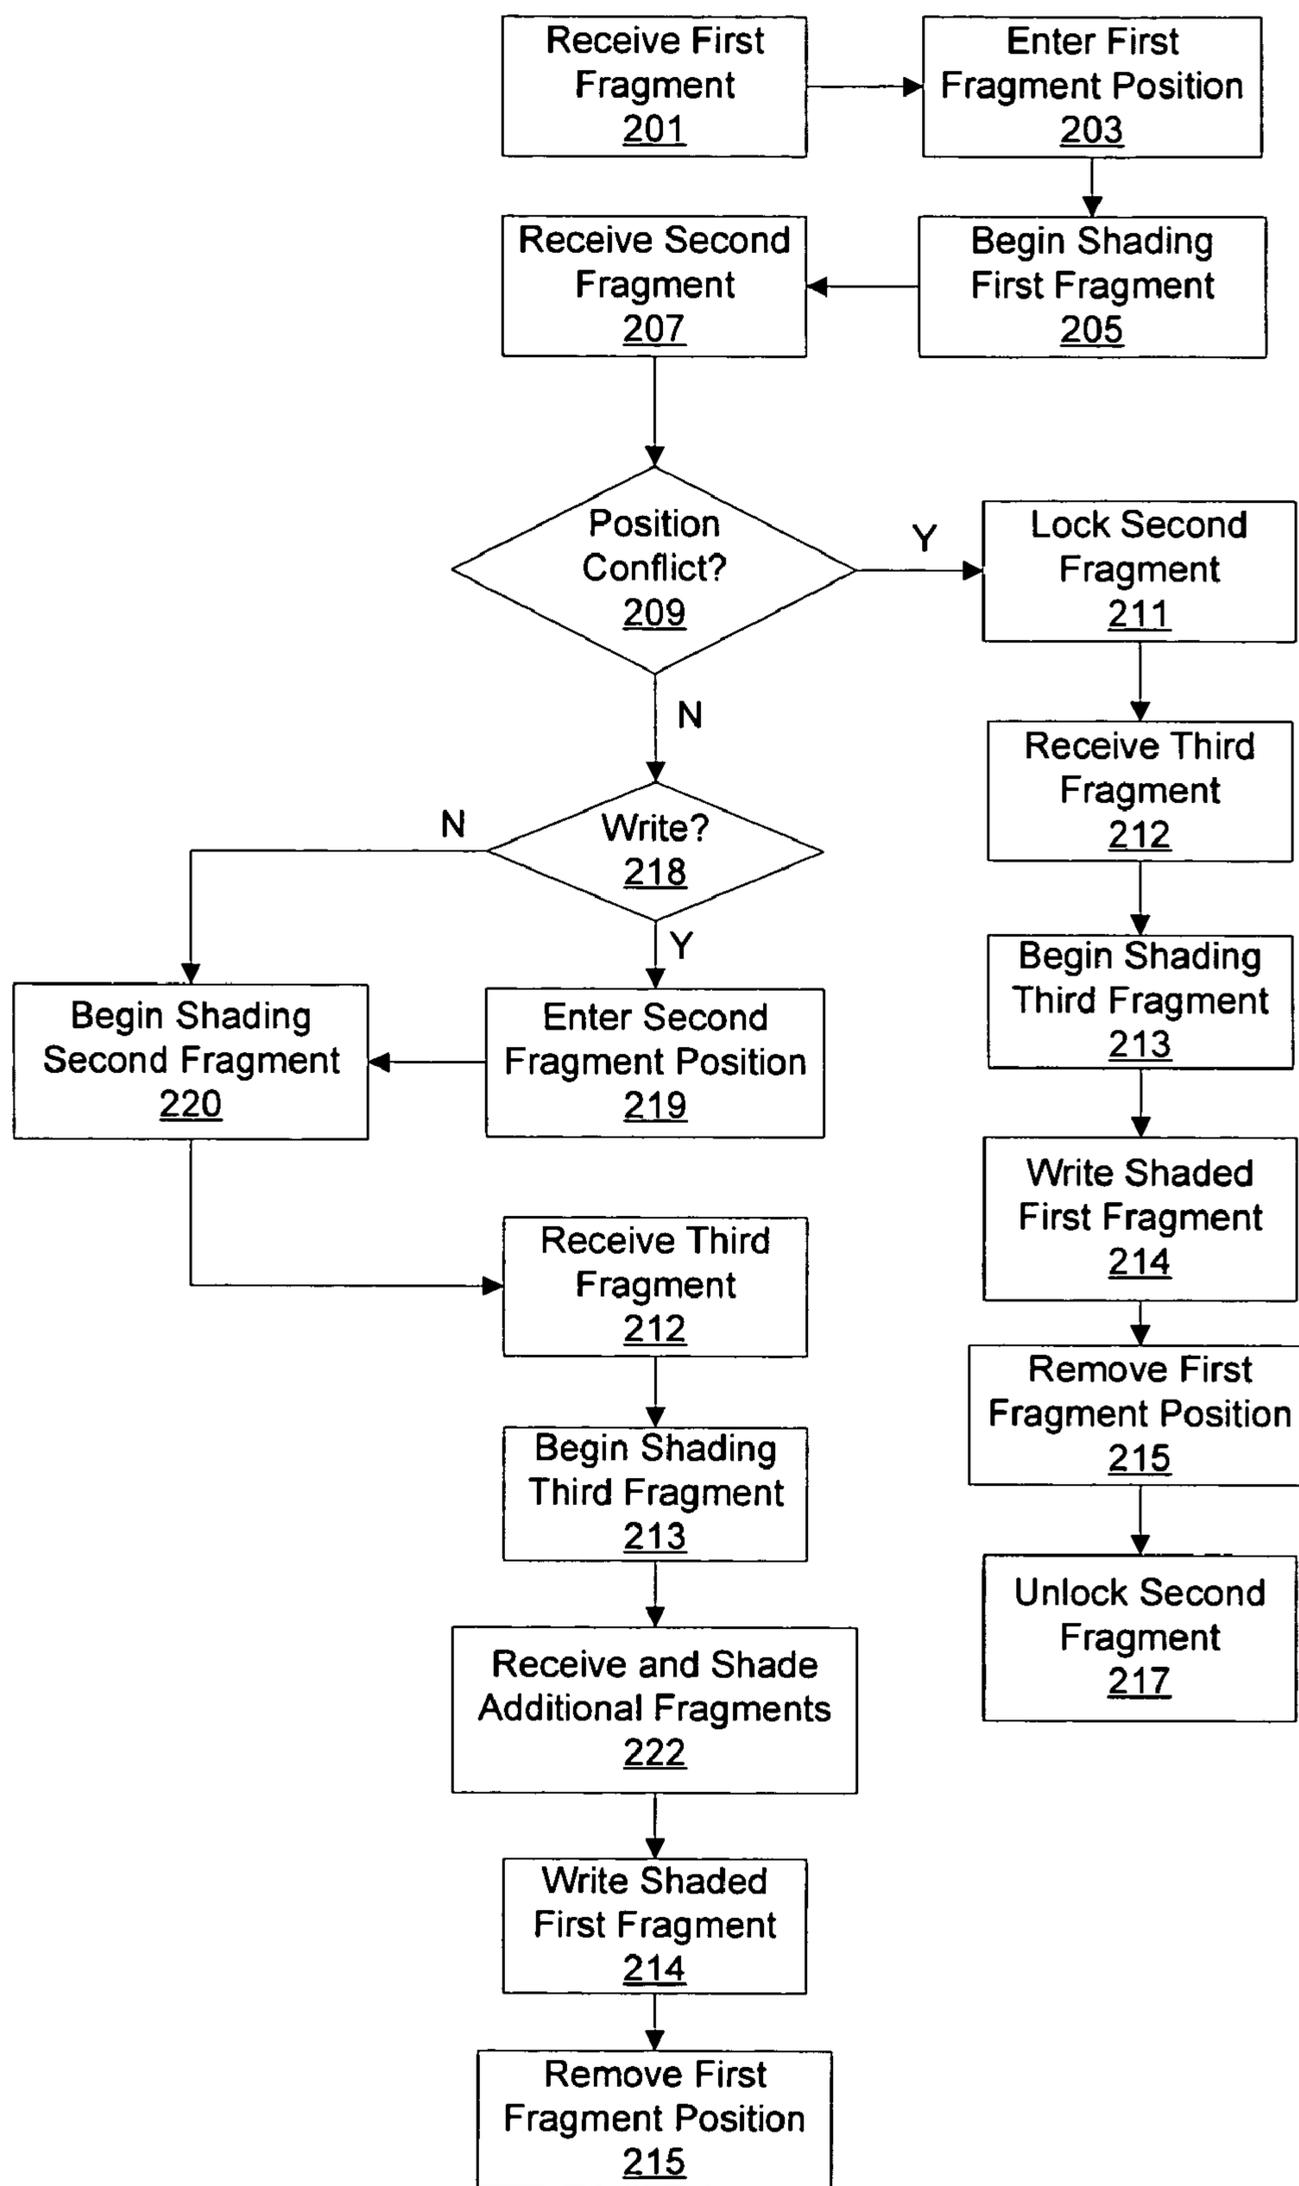 Receive First
Fragment
201
Enter First
Fragment Position
203
Receive Second
Fragment
207
Begin Shading
First Fragment
205
Position
Conflict?
209
Y
Lock Second
Fragment
211
N
Receive Third
Fragment
212
N
Write?
218
Y
Begin Shading
Third Fragment
213
Begin Shading
Second Fragment
220
Enter Second
Fragment Position
219
Write Shaded
First Fragment
214
Receive Third
Fragment
212
Remove First
Fragment Position
215
Begin Shading
Third Fragment
213
Unlock Second
Fragment
217
Receive and Shade
Additional Fragments
222
Write Shaded
First Fragment
214
Remove First
Fragment Position
215